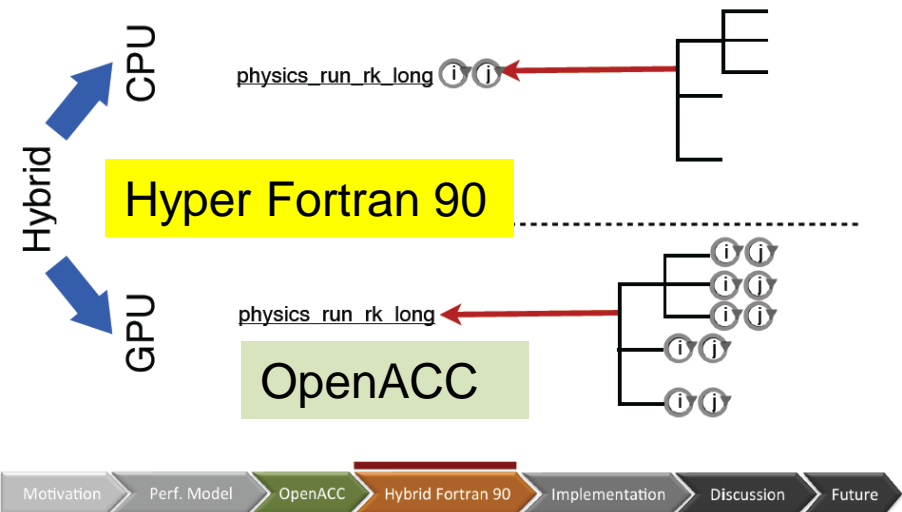 CPU
physics_run_rk_long i j
Hybrid
Hyper Fortran 90
i j
i j
i j
GPU
physics_run_rk_long
i j
OpenACC
i j
Motivation Perf. Model OpenACC Hybrid Fortran 90 Implementation Discussion Future